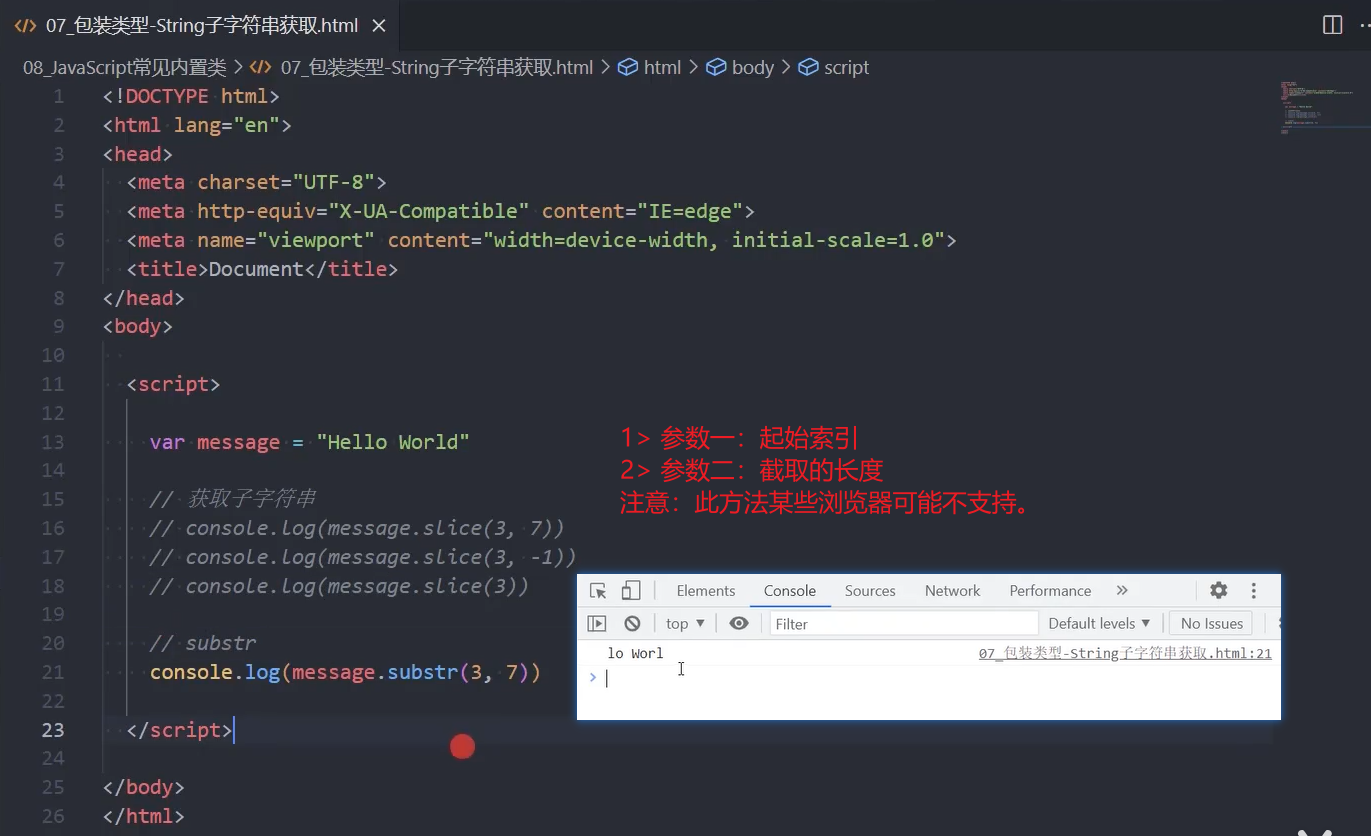 07_包装类型-String子字符串获取.html
08_JavaScript常见内置类 > 07_包装类型-String子字符串获取.html > html > body > script
1 <!DOCTYPE html>
2 <html lang="en">
3 <head>
4 <meta charset="UTF-8">
5 <meta http-equiv="X-UA-Compatible" content="IE=edge">
6 <meta name="viewport" content="width=device-width, initial-scale=1.0">
7 <title>Document</title>
8 </head>
9 <body>
10
11 <script>
12
13 var message = "Hello World"
14
15 // 获取子字符串
16 // console.log(message.slice(3, 7))
17 // console.log(message.slice(3, -1))
18 // console.log(message.slice(3))
19
20 // substr
21 console.log(message.substr(3, 7))
22
23 </script>
24
25 </body>
26 </html>
1> 参数一：起始索引
2> 参数二：截取的长度
注意：此方法某些浏览器可能不支持。
Elements Console Sources Network Performance »
top ▼ Filter Default levels ▼ No Issues
lo Worl 07_包装类型-String子字符串获取.html:21
>